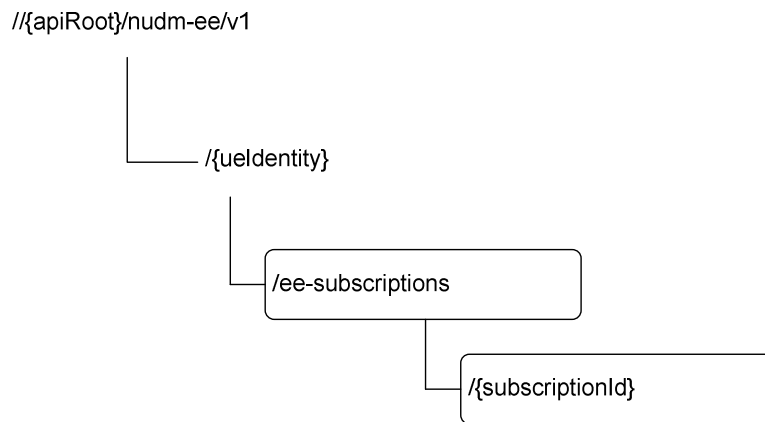 //{apiRoot}/nudm-ee/v1
/{ueIdentity}
/ee-subscriptions
/{subscriptionId}